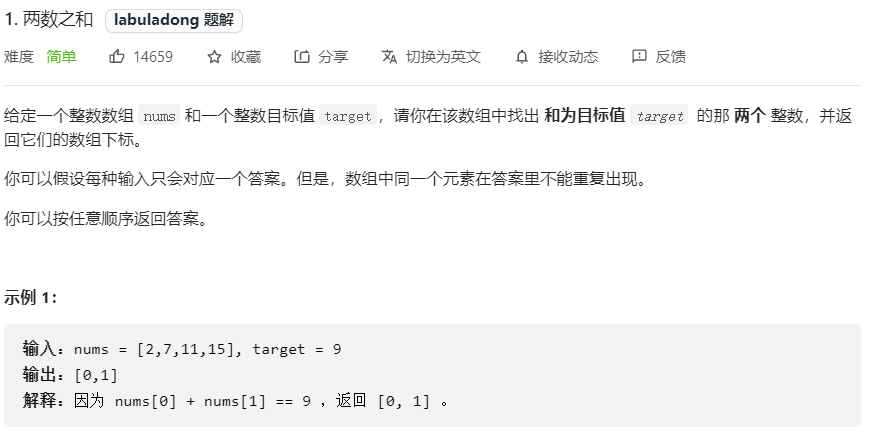 1. 两数之和 labuladong 题解
难度 简单 14659 收藏 分享 切换为英文 接收动态 反馈
给定一个整数数组 nums 和一个整数目标值 target，请你在该数组中找出 和为目标值 target 的那 两个 整数，并返
回它们的数组下标。
你可以假设每种输入只会对应一个答案。但是，数组中同一个元素在答案里不能重复出现。
你可以按任意顺序返回答案。
示例 1：
输入：nums = [2,7,11,15], target = 9
输出：[0,1]
解释：因为 nums[0] + nums[1] == 9 ，返回 [0, 1] 。